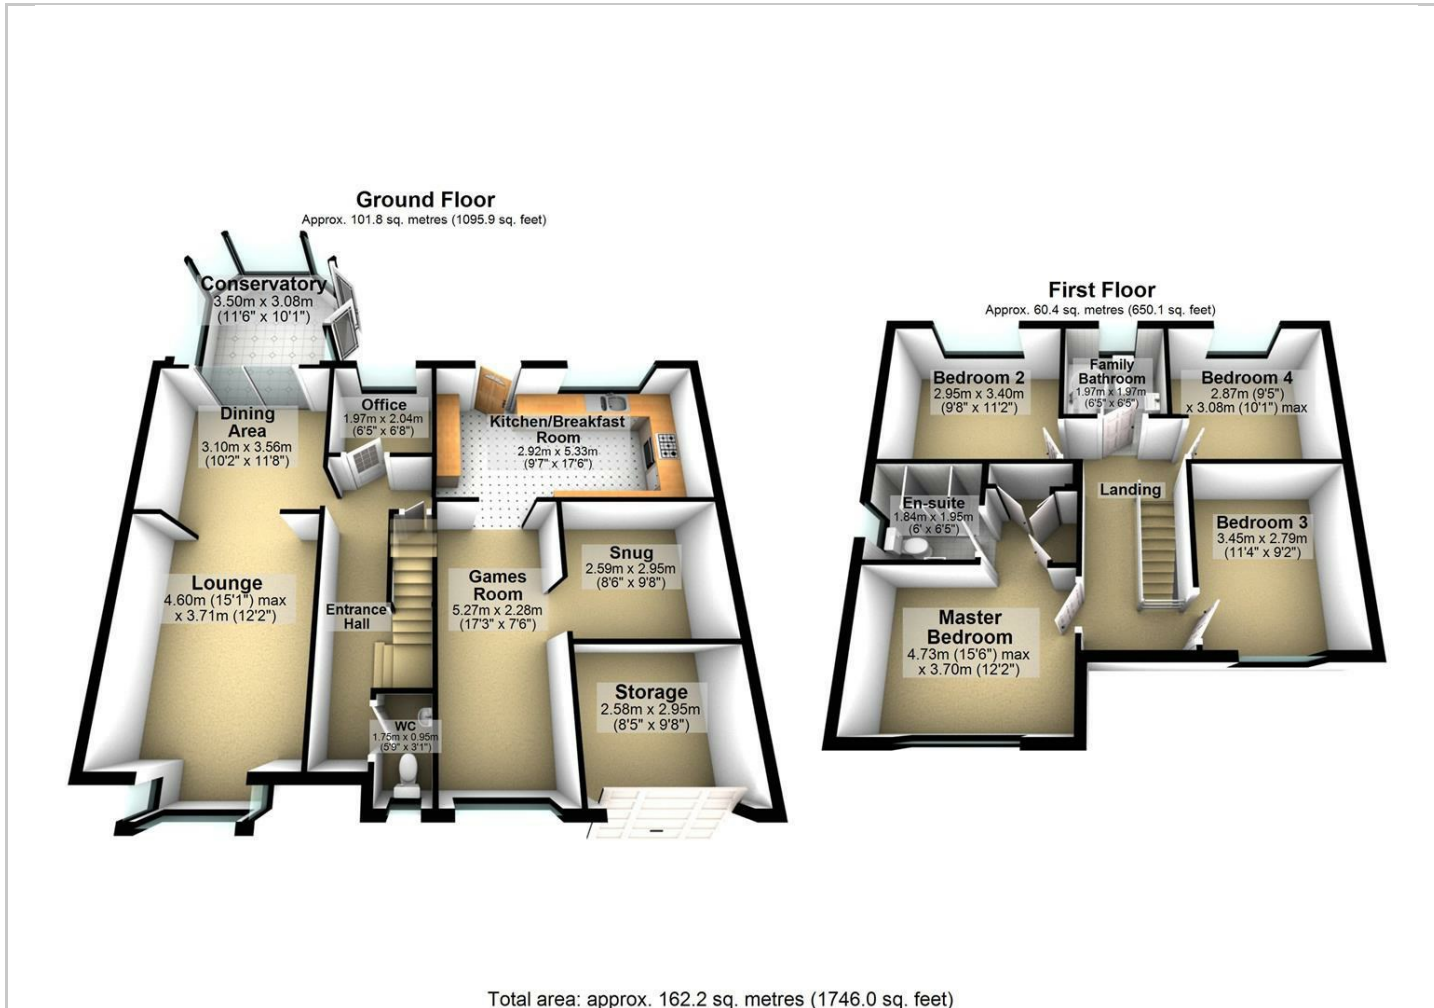 Ground Floor
Approx. 101.8 sq. metres (1095.9 sq. feet)
Conservatory
3.50m x 3.08m
(11'6" x 10'1")
Dining
Area
3.10m x 3.56m
(10'2" x 11'8")
Office
1.97m x 2.04m
(6'5" x 6'8")
Kitchen/Breakfast
Room
2.92m x 5.33m
(9'7" x 17'6")
Lounge
4.60m (15'1") max
x 3.71m (12'2")
Entrance
Hall
Games
Room
5.27m x 2.28m
(17'3" x 7'6")
Snug
2.59m x 2.95m
(8'6" x 9'8")
Storage
2.58m x 2.95m
(8'5" x 9'8")
WC
1.75m x 0.95m
(5'9" x 3'1")
First Floor
Approx. 60.4 sq. metres (650.1 sq. feet)
Bedroom 2
2.95m x 3.40m
(9'8" x 11'2")
Family
Bathroom
1.97m x 1.97m
(6'5" x 6'5")
Bedroom 4
2.87m (9'5")
x 3.08m (10'1") max
En-suite
1.84m x 1.95m
(6' x 6'5")
Landing
Bedroom 3
3.45m x 2.79m
(11'4" x 9'2")
Master
Bedroom
4.73m (15'6") max
x 3.70m (12'2")
Total area: approx. 162.2 sq. metres (1746.0 sq. feet)